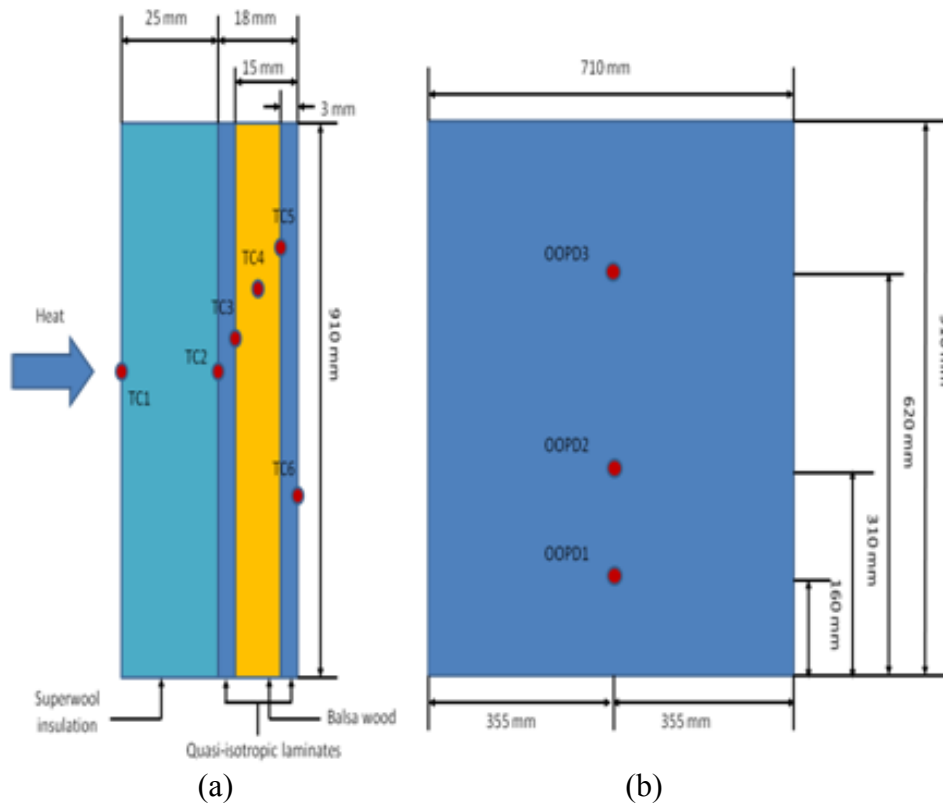 25 mm
18 mm
15 mm
3 mm
TC5
TC4
TC3
Heat
TC2
TC1
TC6
910 mm
Superwool
insulation
Balsa wood
Quasi-isotropic laminates
(a)
710 mm
OOPD3
OOPD2
OOPD1
620 mm
310 mm
160 mm
355 mm
355 mm
(b)